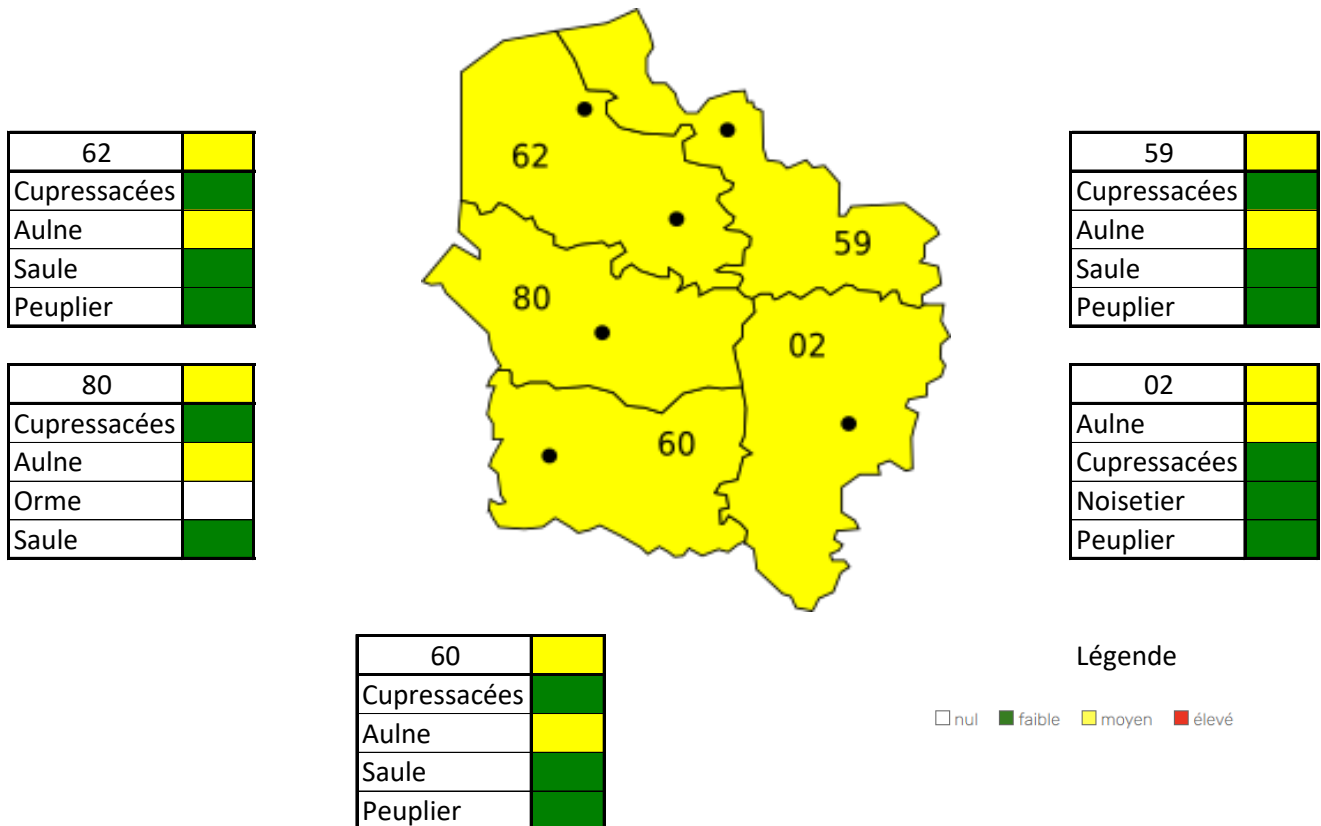 62
Cupressacées
Aulne
Saule
Peuplier
80
Cupressacées
Aulne
Orme
Saule
62
59
80
02
60
59
Cupressacées
Aulne
Saule
Peuplier
02
Aulne
Cupressacées
Noisetier
Peuplier
60
Cupressacées
Aulne
Saule
Peuplier
Légende
nul faible moyen élevé